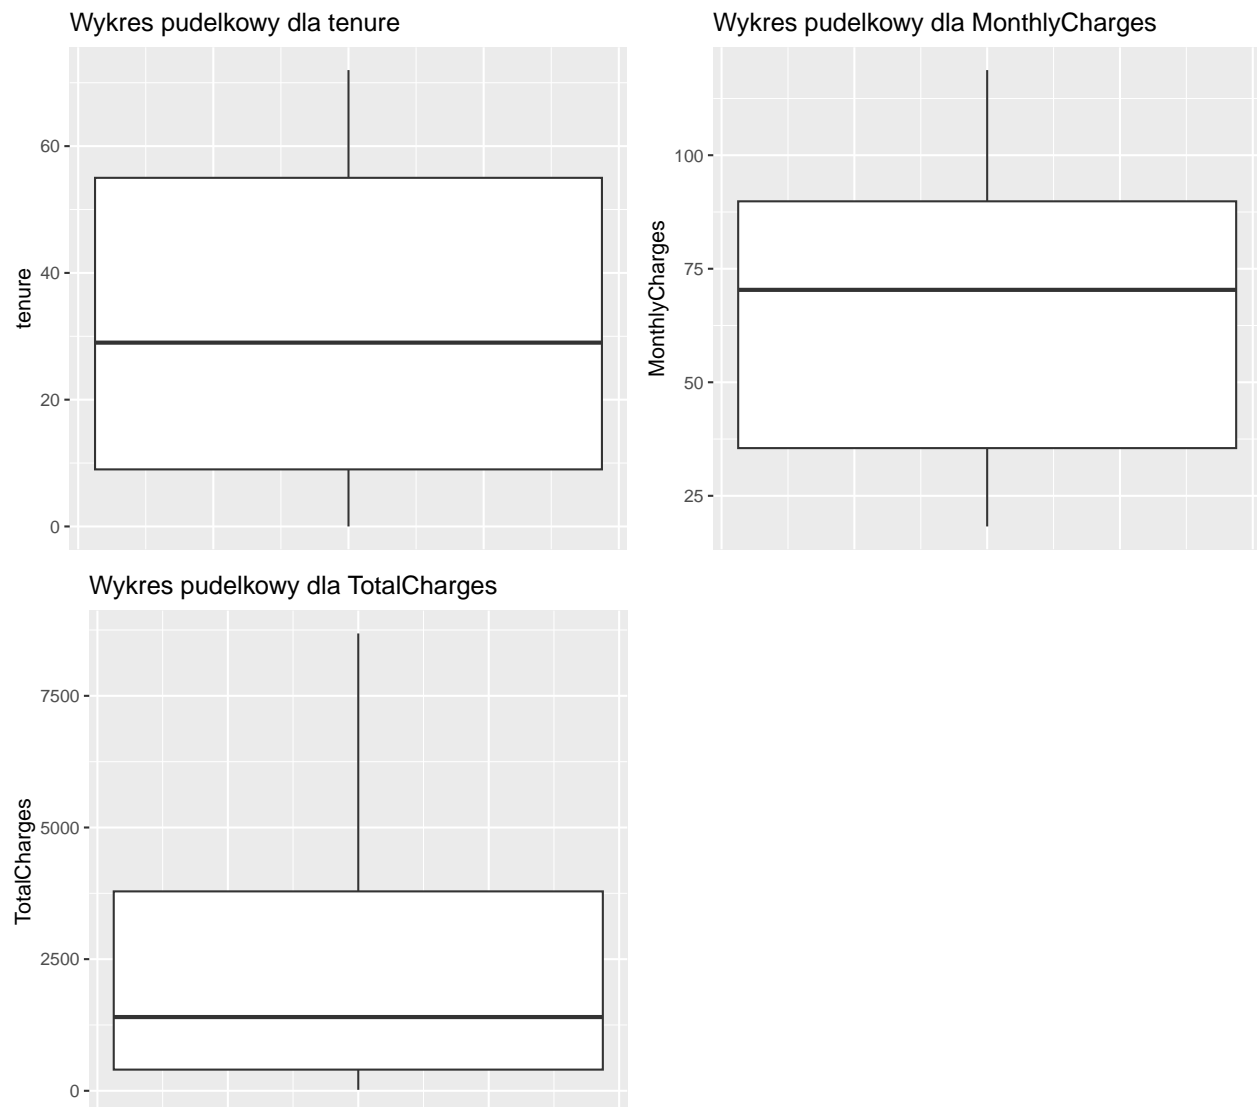 Wykres pudelkowy dla tenure
60
40
20
0
tenure
Wykres pudelkowy dla MonthlyCharges
100
75
50
25
MonthlyCharges
Wykres pudelkowy dla TotalCharges
7500
5000
2500
0
TotalCharges